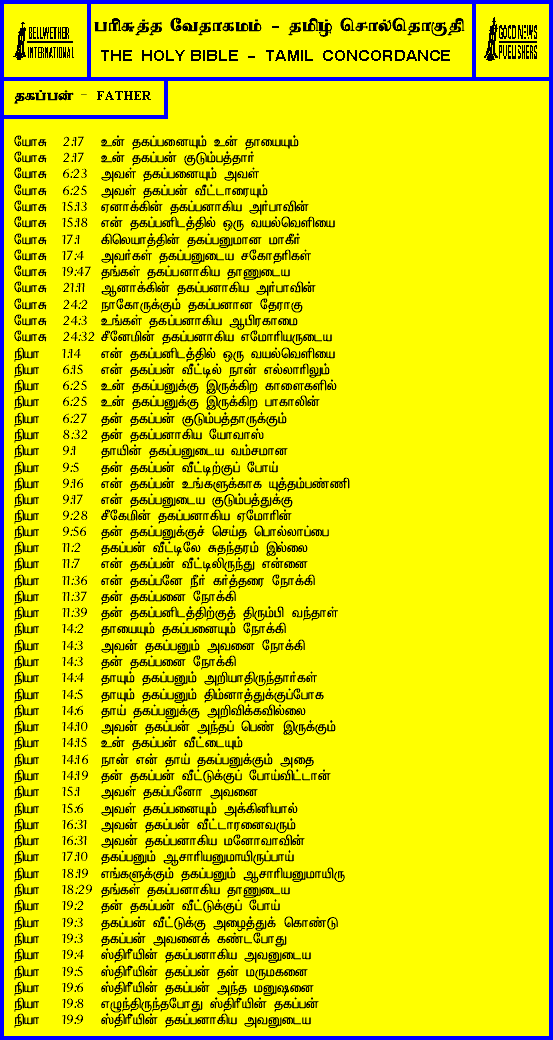 BELLWETHER
INTERNATIONAL
பரிசுத்த வேதாகமம் - தமிழ் சொல்தொகுதி
THE HOLY BIBLE - TAMIL CONCORDANCE
GOOD NEWS
PUBLISHERS
தகப்பன் - FATHER
யோசு 2:17 உன் தகப்பனையும் உன் தாயையும்
யோசு 2:17 உன் தகப்பன் குடும்பத்தார்
யோசு 6:23 அவள் தகப்பனையும் அவள்
யோசு 6:25 அவள் தகப்பன் வீட்டாரையும்
யோசு 15:13 ஏனாக்கின் தகப்பனாகிய அர்பாவின்
யோசு 15:18 என் தகப்பனிடத்தில் ஒரு வயல்வெளியை
யோசு 17:1 கிலெயாத்தின் தகப்பனுமான மாகீர்
யோசு 17:4 அவர்கள் தகப்பனுடைய சகோதரிகள்
யோசு 19:47 தங்கள் தகப்பனாகிய தாணுடைய
யோசு 21:11 ஆனாக்கின் தகப்பனாகிய அர்பாவின்
யோசு 24:2 நாகோருக்கும் தகப்பனான தேராகு
யோசு 24:3 உங்கள் தகப்பனாகிய ஆபிரகாமை
யோசு 24:32 சீனேமின் தகப்பனாகிய எமோரியருடைய
நியா 1:14 என் தகப்பனிடத்தில் ஒரு வயல்வெளியை
நியா 6:15 என் தகப்பன் வீட்டில் நான் எல்லாரிலும்
நியா 6:25 உன் தகப்பனுக்கு இருக்கிற காளைகளில்
நியா 6:25 உன் தகப்பனுக்கு இருக்கிற பாகாலின்
நியா 6:27 தன் தகப்பன் குடும்பத்தாருக்கும்
நியா 8:32 தன் தகப்பனாகிய யோவாஸ்
நியா 9:1 தாயின் தகப்பனுடைய வம்சமான
நியா 9:5 தன் தகப்பன் வீட்டிற்குப் போய்
நியா 9:16 என் தகப்பன் உங்களுக்காக யுத்தம்பண்ணி
நியா 9:17 என் தகப்பனுடைய குடும்பத்துக்கு
நியா 9:28 சீகேமின் தகப்பனாகிய ஏமோரின்
நியா 9:56 தன் தகப்பனுக்குச் செய்த பொல்லாப்பை
நியா 11:2 தகப்பன் வீட்டிலே சுதந்தரம் இல்லை
நியா 11:7 என் தகப்பன் வீட்டிலிருந்து என்னை
நியா 11:36 என் தகப்பனே நீர் கர்த்தரை நோக்கி
நியா 11:37 தன் தகப்பனை நோக்கி
நியா 11:39 தன் தகப்பனிடத்திற்குத் திரும்பி வந்தாள்
நியா 14:2 தாயையும் தகப்பனையும் நோக்கி
நியா 14:3 அவன் தகப்பனும் அவனை நோக்கி
நியா 14:3 தன் தகப்பனை நோக்கி
நியா 14:4 தாயும் தகப்பனும் அறியாதிருந்தார்கள்
நியா 14:5 தாயும் தகப்பனும் திம்னாத்துக்குப்போக
நியா 14:6 தாய் தகப்பனுக்கு அறிவிக்கவில்லை
நியா 14:10 அவன் தகப்பன் அந்தப் பெண் இருக்கும்
நியா 14:15 உன் தகப்பன் வீட்டையும்
நியா 14:16 நான் என் தாய் தகப்பனுக்கும் அதை
நியா 14:19 தன் தகப்பன் வீட்டுக்குப் போய்விட்டான்
நியா 15:1 அவள் தகப்பனோ அவனை
நியா 15:6 அவள் தகப்பனையும் அக்கினியால்
நியா 16:31 அவன் தகப்பன் வீட்டாரனைவரும்
நியா 16:31 அவன் தகப்பனாகிய மனோவாவின்
நியா 17:10 தகப்பனும் ஆசாரியனுமாயிருப்பாய்
நியா 18:19 எங்களுக்கும் தகப்பனும் ஆசாரியனுமாயிரு
நியா 18:29 தங்கள் தகப்பனாகிய தாணுடைய
நியா 19:2 தன் தகப்பன் வீட்டுக்குப் போய்
நியா 19:3 தகப்பன் வீட்டுக்கு அழைத்துக் கொண்டு
நியா 19:3 தகப்பன் அவனைக் கண்டபோது
நியா 19:4 ஸ்திரீயின் தகப்பனாகிய அவனுடைய
நியா 19:5 ஸ்திரீயின் தகப்பன் தன் மருமகனை
நியா 19:6 ஸ்திரீயின் தகப்பன் அந்த மனுஷனை
நியா 19:8 எழுந்திருந்தபோது ஸ்திரீயின் தகப்பன்
நியா 19:9 ஸ்திரீயின் தகப்பனாகிய அவனுடைய